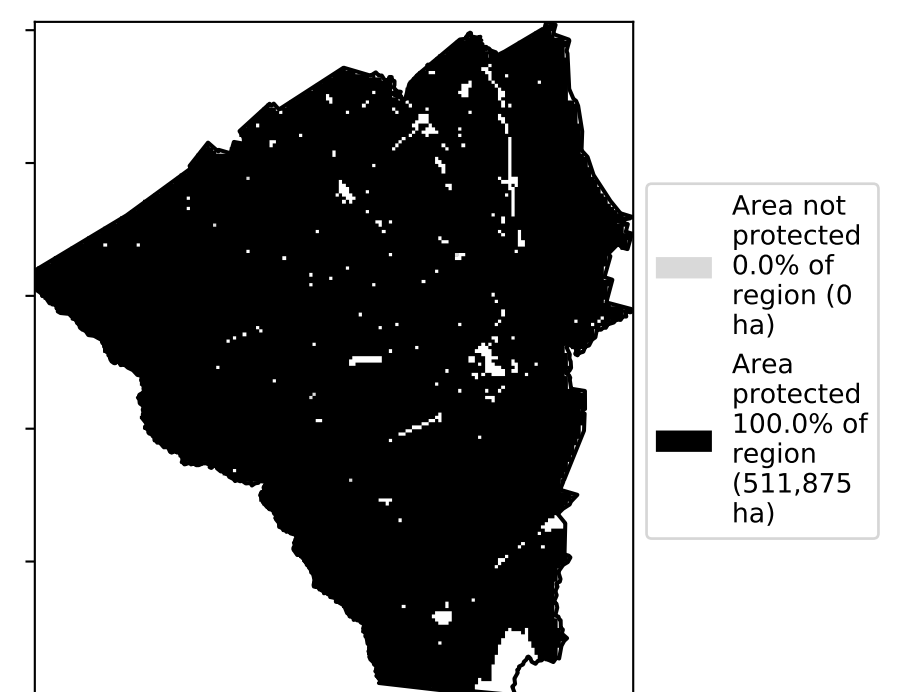 Area not
protected
0.0% of
region (0
ha)
Area
protected
100.0% of
region
(511,875
ha)